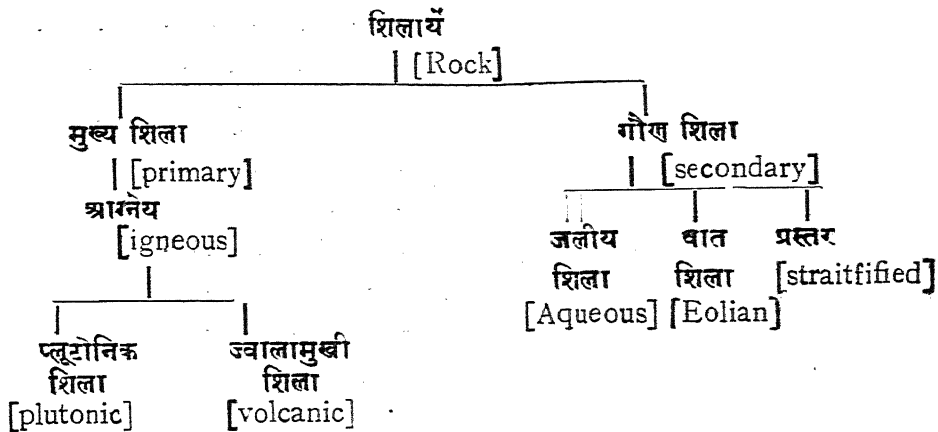 शिलायें
[Rock]
मुख्य शिला
[primary]
आग्नेय
[igneous]
प्लूटोनिक
शिला
[plutonic]
ज्वालामुखी
शिला
[volcanic]
गौण शिला
[secondary]
जलीय
शिला
[Aqueous]
वात
शिला
[Eolian]
प्रस्तर
[straitfified]